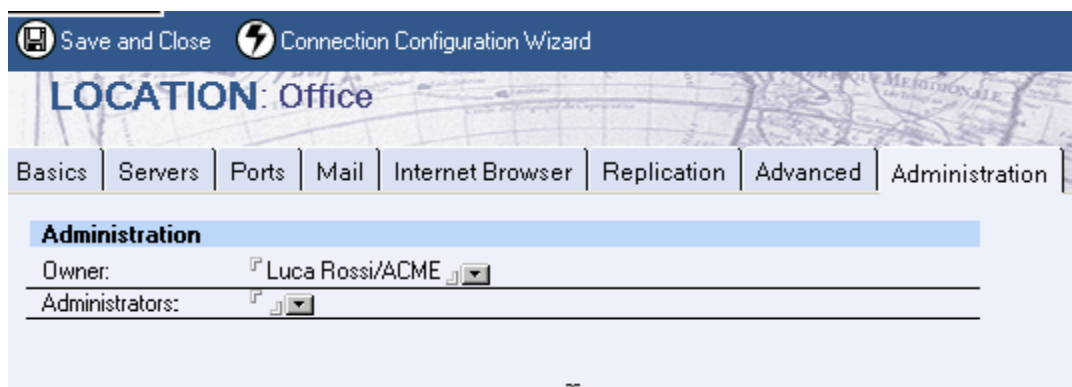 Save and Close Connection Configuration Wizard
LOCATION: Office
MERIDIONALE
Basics Servers Ports Mail Internet Browser Replication Advanced Administration
Administration
Owner: Luca Rossi/ACME
Administrators: